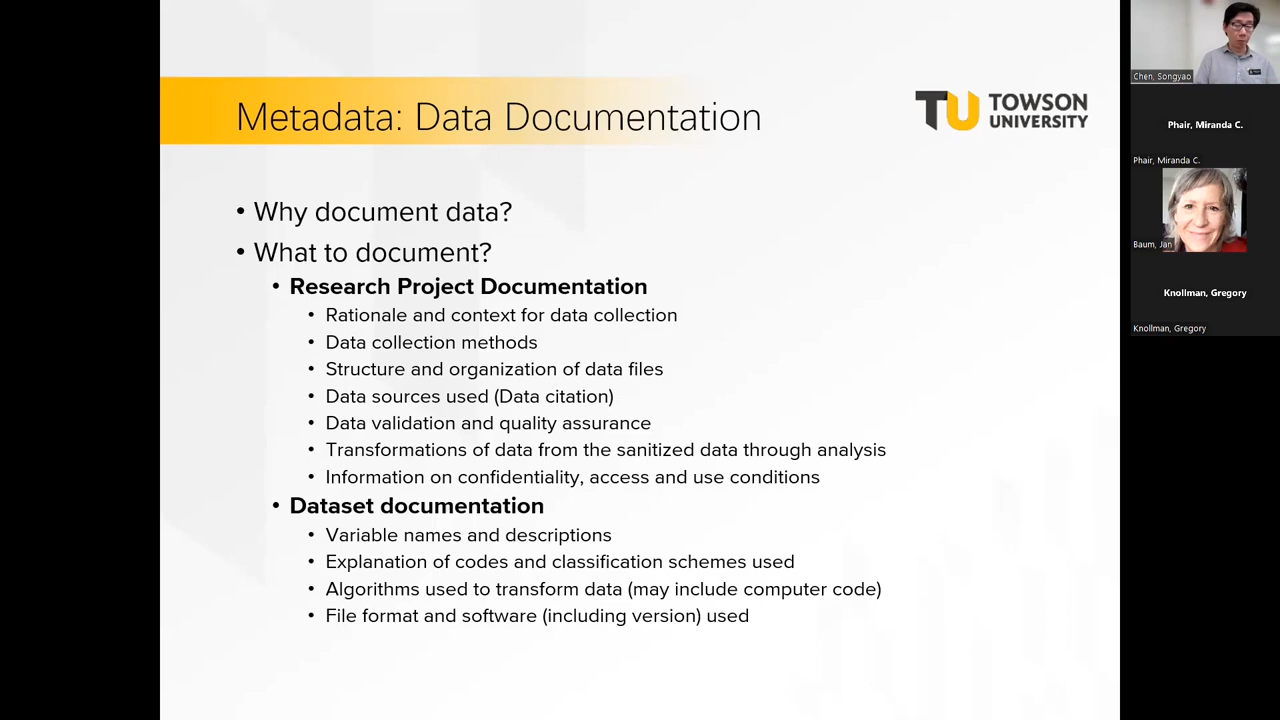 Metadata: Data Documentation
TU TOWSON
UNIVERSITY
• Why document data?
• What to document?
• Research Project Documentation
• Rationale and context for data collection
• Data collection methods
• Structure and organization of data files
• Data sources used (Data citation)
• Data validation and quality assurance
• Transformations of data from the sanitized data through analysis
• Information on confidentiality, access and use conditions
• Dataset documentation
• Variable names and descriptions
• Explanation of codes and classification schemes used
• Algorithms used to transform data (may include computer code)
• File format and software (including version) used
Chen, Songyao
Phair, Miranda C.
Phair, Miranda C.
Baum, Jan
Knollman, Gregory
Knollman, Gregory